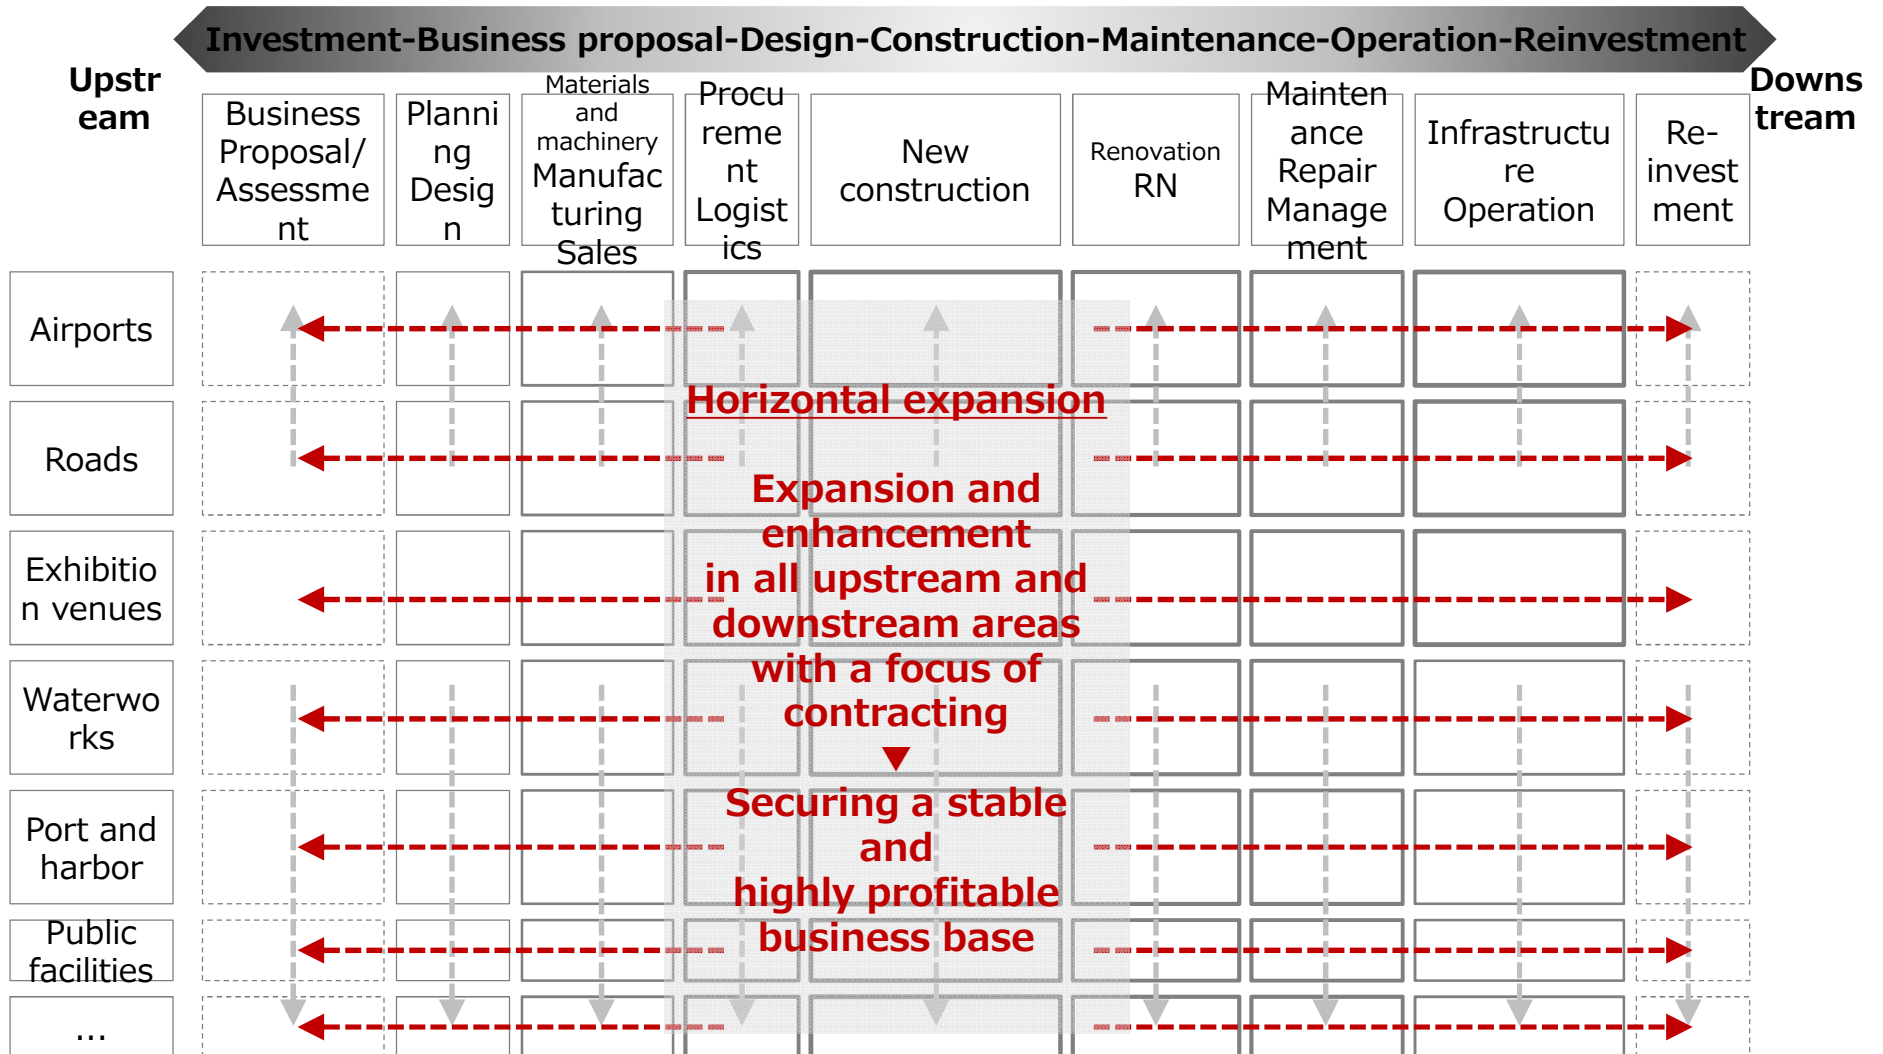 Investment-Business proposal-Design-Construction-Maintenance-Operation-Reinvestment
Upstr
eam
Downs
tream
Business
Proposal/
Assessme
nt
Planni
ng
Desig
n
Materials
and
machinery
Manufac
turing
Sales
Procu
reme
nt
Logist
ics
New
construction
Renovation
RN
Mainten
ance
Repair
Manage
ment
Infrastructu
re
Operation
Re-
invest
ment
Airports
Roads
Exhibitio
n venues
Waterwo
rks
Port and
harbor
Public
facilities
...
Horizontal expansion
Expansion and
enhancement
in all upstream and
downstream areas
with a focus of
contracting
▼
Securing a stable
and
highly profitable
business base